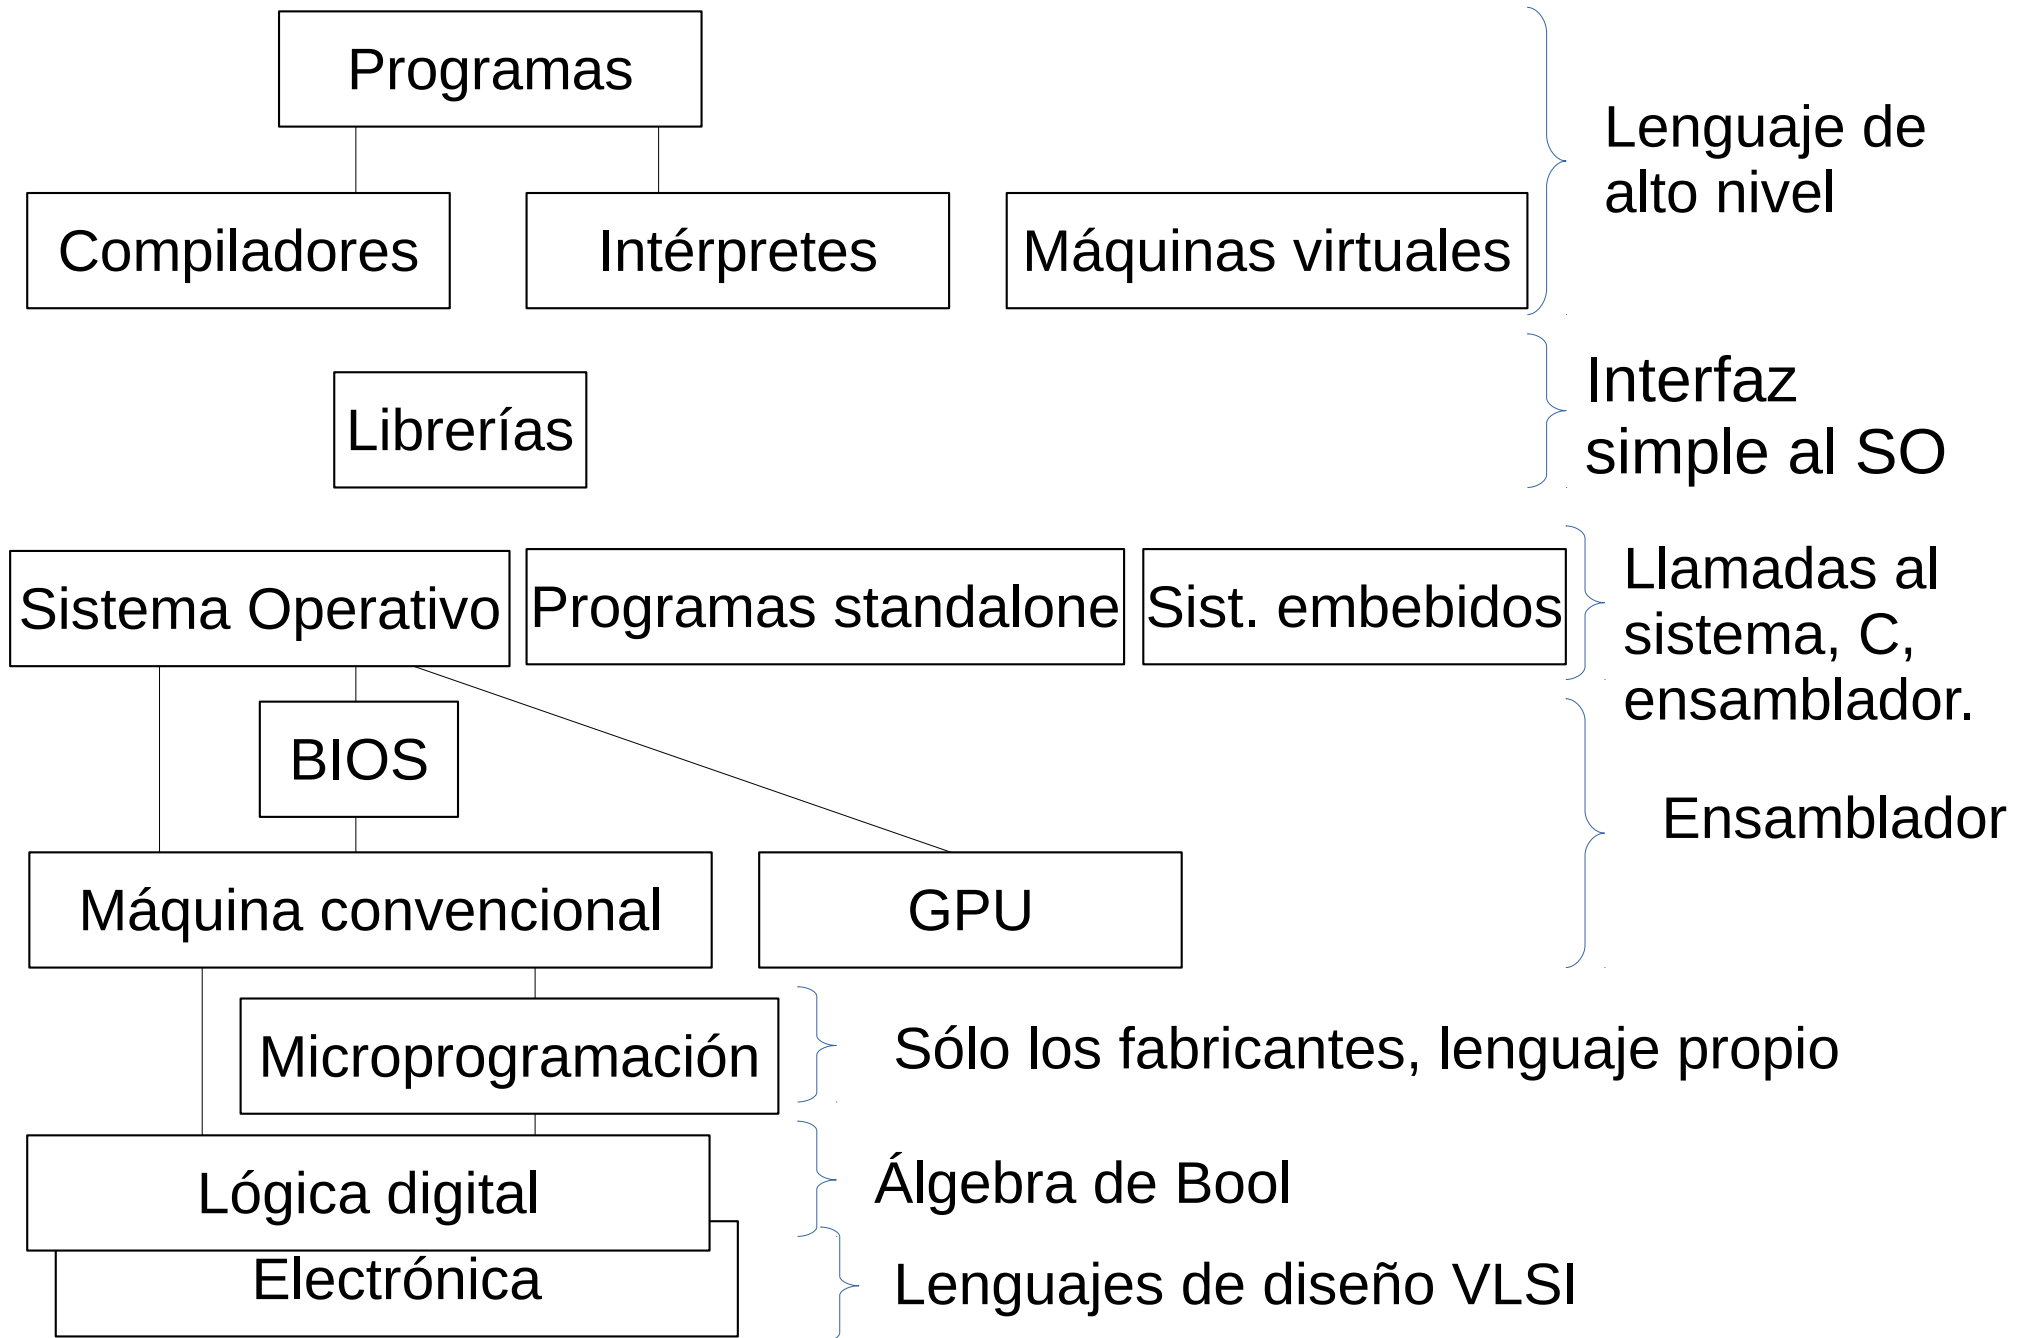 Programas
Lenguaje de
alto nivel
Compiladores
Intérpretes
Máquinas virtuales
Librerías
Interfaz
simple al SO
Sistema Operativo
Programas standalone
Sist. embebidos
Llamadas al
sistema, C,
ensamblador.
BIOS
Ensamblador
Máquina convencional
GPU
Microprogramación
Sólo los fabricantes, lenguaje propio
Lógica digital
Álgebra de Bool
Electrónica
Lenguajes de diseño VLSI